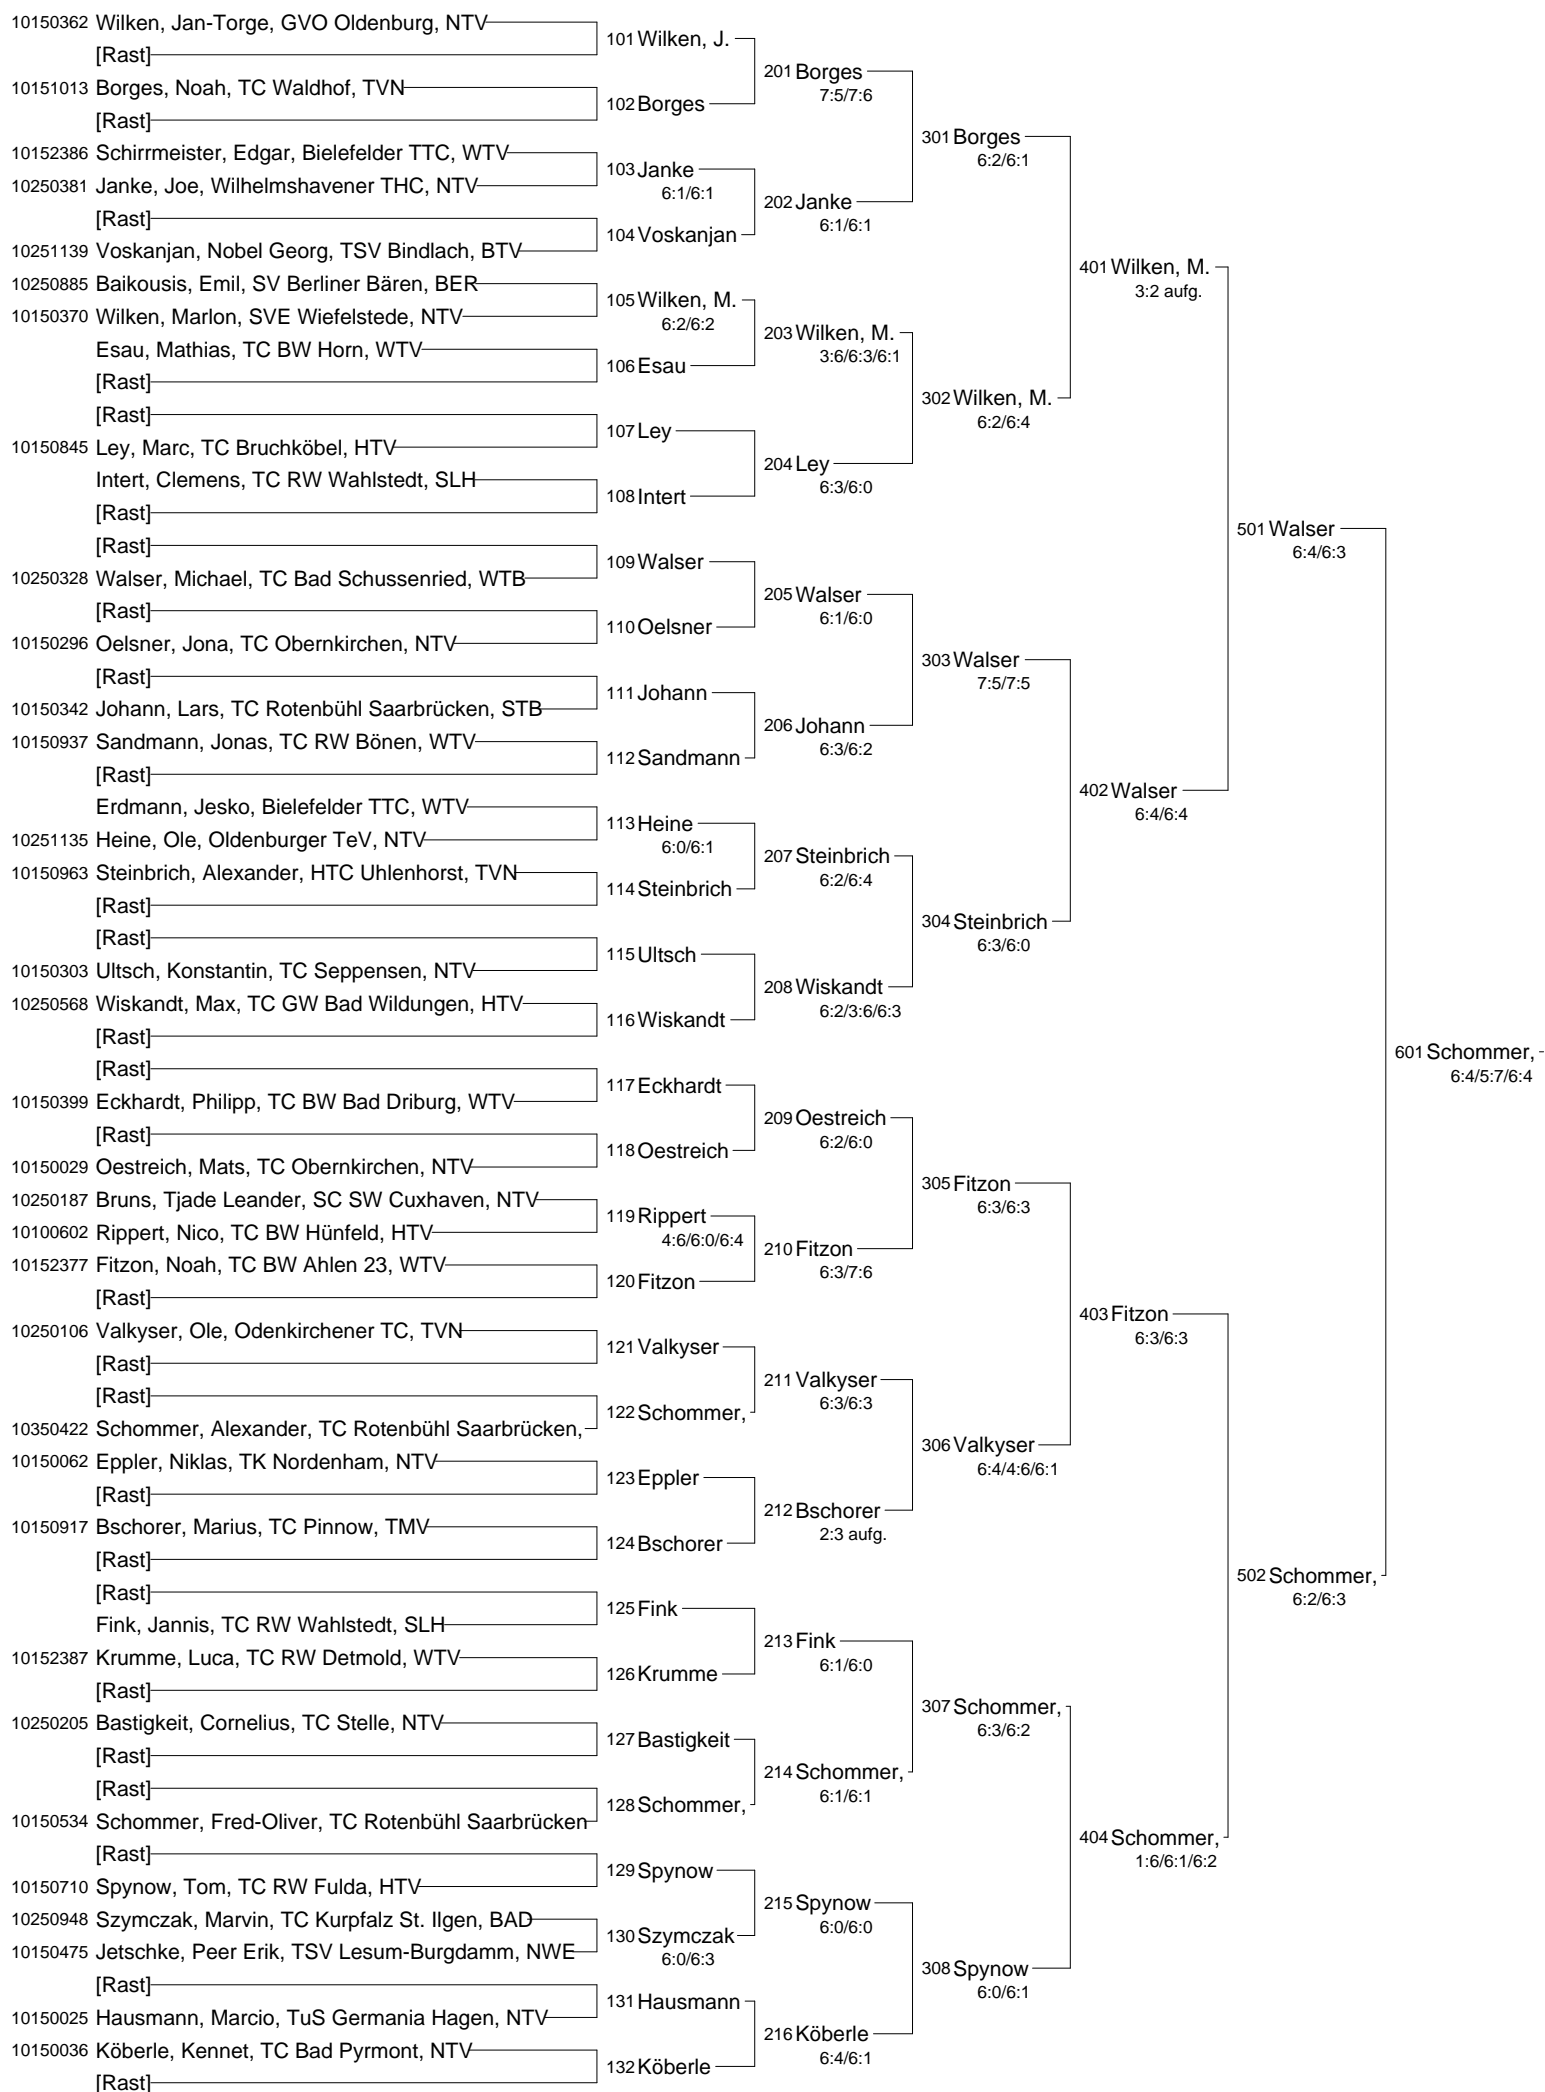 10150362 Wilken, Jan-Torge, GVO Oldenburg, NTV
[Rast]
10151013 Borges, Noah, TC Waldhof, TVN
[Rast]
10152386 Schirrmeister, Edgar, Bielefelder TTC, WTV
10250381 Janke, Joe, Wilhelmshavener THC, NTV
[Rast]
10251139 Voskanjan, Nobel Georg, TSV Bindlach, BTV
10250885 Baikousis, Emil, SV Berliner Bären, BER
10150370 Wilken, Marlon, SVE Wiefelstede, NTV
Esau, Mathias, TC BW Horn, WTV
[Rast]
[Rast]
10150845 Ley, Marc, TC Bruchköbel, HTV
Intert, Clemens, TC RW Wahlstedt, SLH
[Rast]
[Rast]
10250328 Walser, Michael, TC Bad Schussenried, WTB
[Rast]
10150296 Oelsner, Jona, TC Obernkirchen, NTV
[Rast]
10150342 Johann, Lars, TC Rotenbühl Saarbrücken, STB
10150937 Sandmann, Jonas, TC RW Bönen, WTV
[Rast]
Erdmann, Jesko, Bielefelder TTC, WTV
10251135 Heine, Ole, Oldenburger TeV, NTV
10150963 Steinbrich, Alexander, HTC Uhlenhorst, TVN
[Rast]
[Rast]
10150303 Ultsch, Konstantin, TC Seppensen, NTV
10250568 Wiskandt, Max, TC GW Bad Wildungen, HTV
[Rast]
[Rast]
10150399 Eckhardt, Philipp, TC BW Bad Driburg, WTV
[Rast]
10150029 Oestreich, Mats, TC Obernkirchen, NTV
10250187 Bruns, Tjade Leander, SC SW Cuxhaven, NTV
10100602 Rippert, Nico, TC BW Hünfeld, HTV
10152377 Fitzon, Noah, TC BW Ahlen 23, WTV
[Rast]
10250106 Valkyser, Ole, Odenkirchener TC, TVN
[Rast]
[Rast]
10350422 Schommer, Alexander, TC Rotenbühl Saarbrücken,
10150062 Eppler, Niklas, TK Nordenham, NTV
[Rast]
10150917 Bschorer, Marius, TC Pinnow, TMV
[Rast]
[Rast]
Fink, Jannis, TC RW Wahlstedt, SLH
10152387 Krumme, Luca, TC RW Detmold, WTV
[Rast]
10250205 Bastigkeit, Cornelius, TC Stelle, NTV
[Rast]
[Rast]
10150534 Schommer, Fred-Oliver, TC Rotenbühl Saarbrücken
[Rast]
10150710 Spynow, Tom, TC RW Fulda, HTV
10250948 Szymczak, Marvin, TC Kurpfalz St. Ilgen, BAD
10150475 Jetschke, Peer Erik, TSV Lesum-Burgdamm, NWE
[Rast]
10150025 Hausmann, Marcio, TuS Germania Hagen, NTV
10150036 Köberle, Kennet, TC Bad Pyrmont, NTV
[Rast]
101 Wilken, J.
102 Borges
103 Janke
6:1/6:1
104 Voskanjan
105 Wilken, M.
6:2/6:2
106 Esau
107 Ley
108 Intert
109 Walser
110 Oelsner
111 Johann
112 Sandmann
113 Heine
6:0/6:1
114 Steinbrich
115 Ultsch
116 Wiskandt
117 Eckhardt
118 Oestreich
119 Rippert
4:6/6:0/6:4
120 Fitzon
121 Valkyser
122 Schommer,
123 Eppler
124 Bschorer
125 Fink
126 Krumme
127 Bastigkeit
128 Schommer,
129 Spynow
130 Szymczak
6:0/6:3
131 Hausmann
132 Köberle
201 Borges
7:5/7:6
202 Janke
6:1/6:1
203 Wilken, M.
3:6/6:3/6:1
204 Ley
6:3/6:0
205 Walser
6:1/6:0
206 Johann
6:3/6:2
207 Steinbrich
6:2/6:4
208 Wiskandt
6:2/3:6/6:3
209 Oestreich
6:2/6:0
210 Fitzon
6:3/7:6
211 Valkyser
6:3/6:3
212 Bschorer
2:3 aufg.
213 Fink
6:1/6:0
214 Schommer,
6:1/6:1
215 Spynow
6:0/6:0
216 Köberle
6:4/6:1
301 Borges
6:2/6:1
302 Wilken, M.
6:2/6:4
303 Walser
7:5/7:5
304 Steinbrich
6:3/6:0
305 Fitzon
6:3/6:3
306 Valkyser
6:4/4:6/6:1
307 Schommer,
6:3/6:2
308 Spynow
6:0/6:1
401 Wilken, M.
3:2 aufg.
402 Walser
6:4/6:4
403 Fitzon
6:3/6:3
404 Schommer,
1:6/6:1/6:2
501 Walser
6:4/6:3
502 Schommer,
6:2/6:3
601 Schommer,
6:4/5:7/6:4